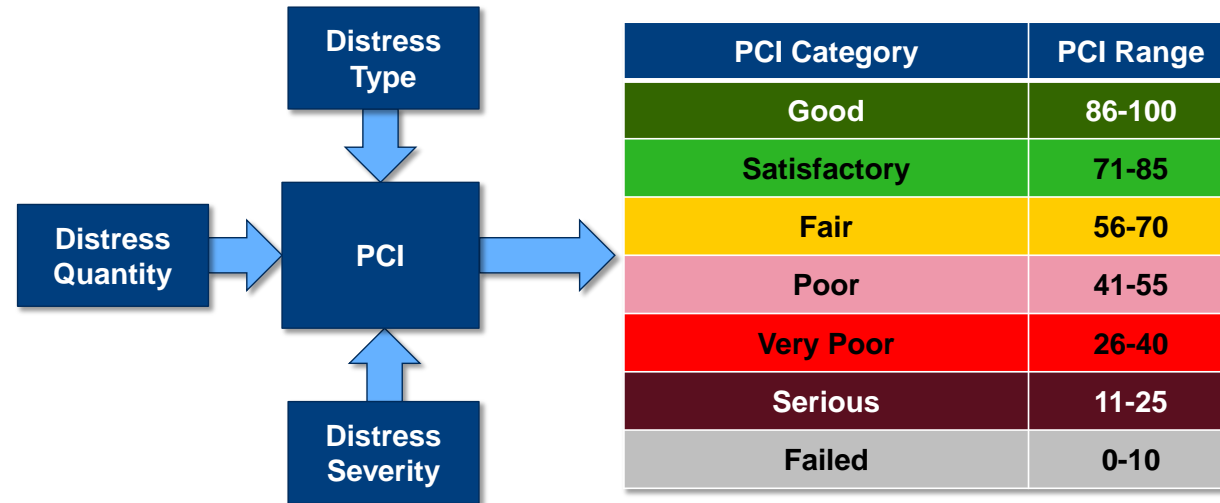 Distress
Type
Distress
Quantity
PCI
Distress
Severity
PCI Category PCI Range
Good 86-100
Satisfactory 71-85
Fair 56-70
Poor 41-55
Very Poor 26-40
Serious 11-25
Failed 0-10